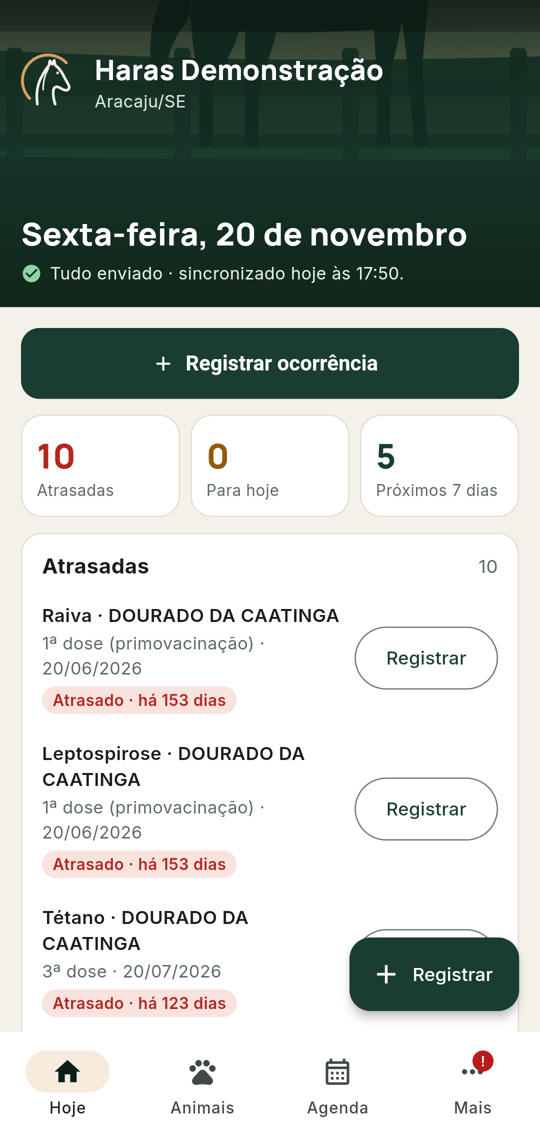 Haras Demonstração
Aracaju/SE
Sexta-feira, 20 de novembro
Tudo enviado · sincronizado hoje às 17:50.
+ Registrar ocorrência
10
Atrasadas
0
Para hoje
5
Próximos 7 dias
Atrasadas 10
Raiva · DOURADO DA CAATINGA
1ª dose (primovacinação) ·
20/06/2026
Atrasado · há 153 dias
Registrar
Leptospirose · DOURADO DA
CAATINGA
1ª dose (primovacinação) ·
20/06/2026
Atrasado · há 153 dias
Registrar
Tétano · DOURADO DA
CAATINGA
3ª dose · 20/07/2026
Atrasado · há 123 dias
+ Registrar
Hoje
Animais
Agenda
!
Mais